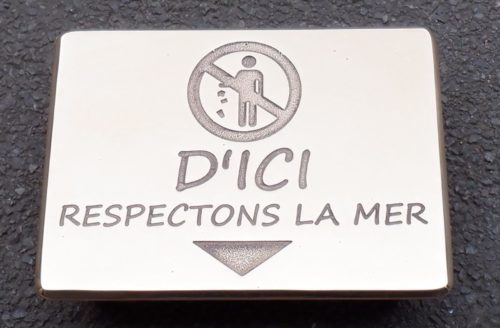 D'ICI
RESPECTONS LA MER